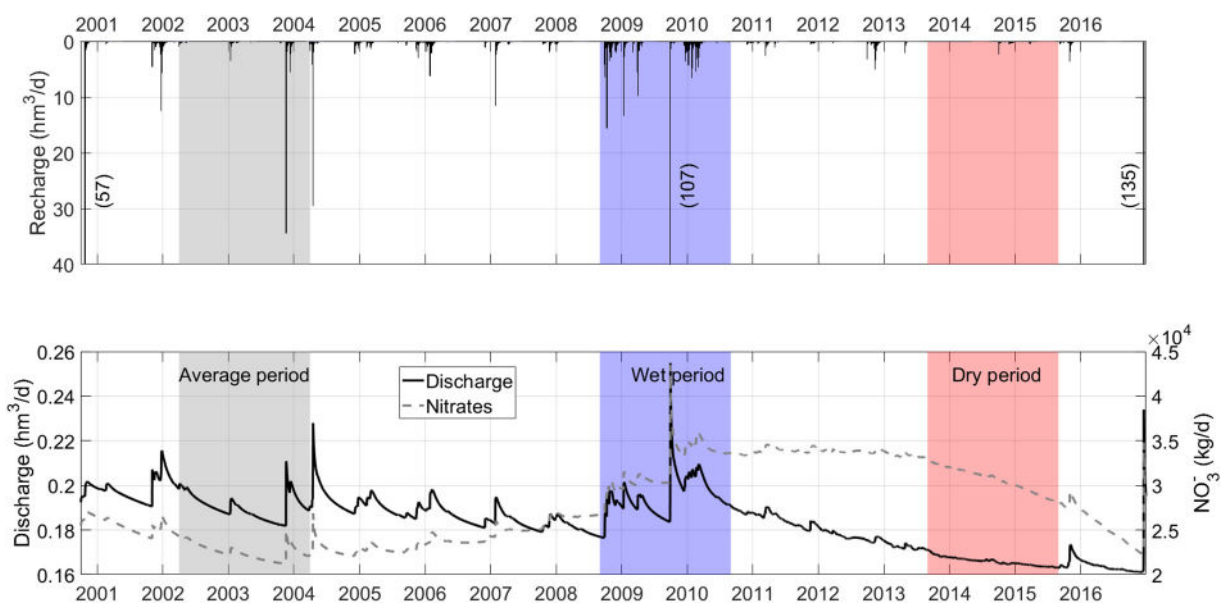 2001 2002 2003 2004 2005 2006 2007 2008 2009 2010 2011 2012 2013 2014 2015 2016
0
10
20
30
40
Recharge (hm³/d)
(57)
(107)
(135)
×10⁴
0.26
0.24
0.22
0.2
0.18
0.16
Discharge (hm³/d)
Average period
Discharge
Nitrates
Wet period
Dry period
4.5
4
3.5
3
2.5
2
NO₃⁻ (kg/d)
2001 2002 2003 2004 2005 2006 2007 2008 2009 2010 2011 2012 2013 2014 2015 2016